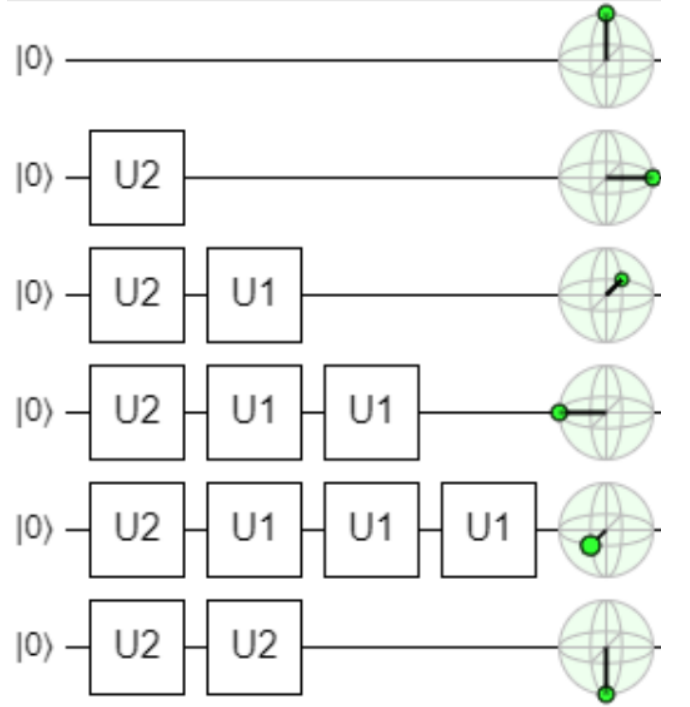 |0⟩
|0⟩ U2
|0⟩ U2 U1
|0⟩ U2 U1 U1
|0⟩ U2 U1 U1 U1
|0⟩ U2 U2